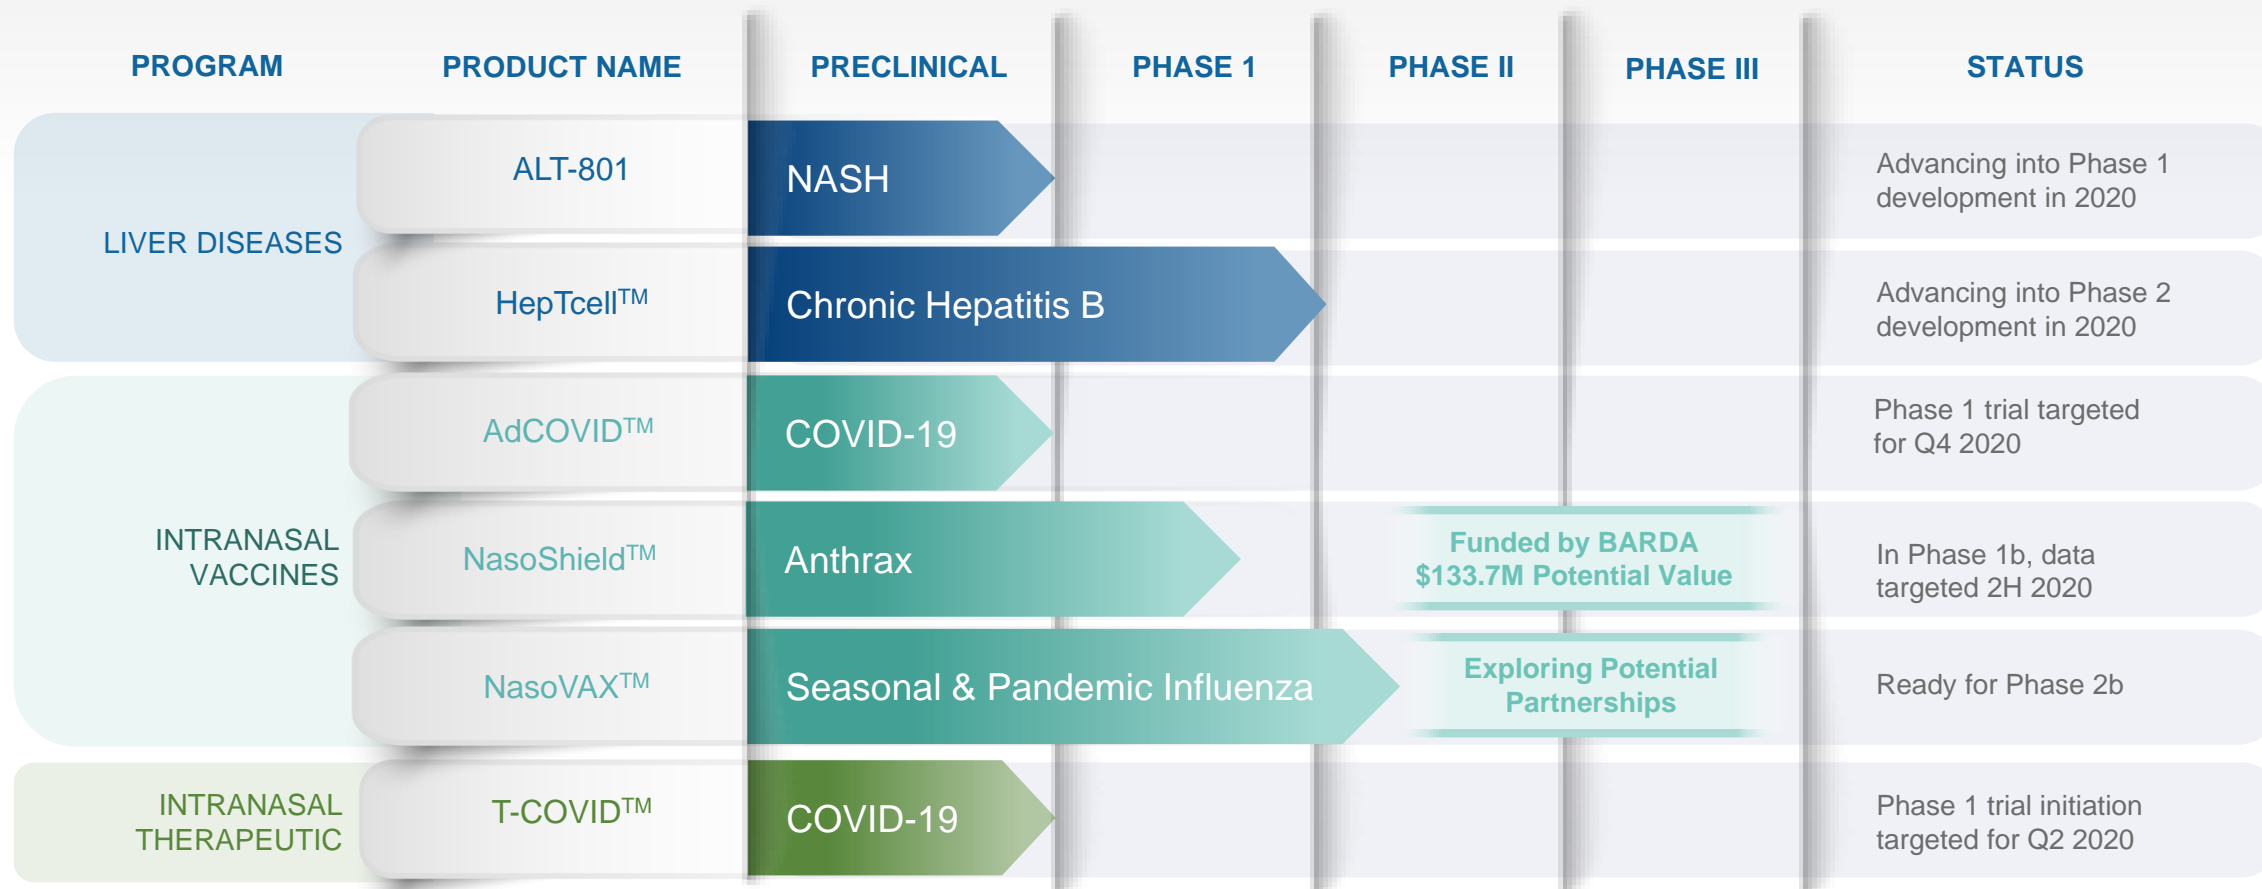 PROGRAM
PRODUCT NAME
PRECLINICAL
PHASE 1
PHASE II
PHASE III
STATUS
LIVER DISEASES
ALT-801
NASH
Advancing into Phase 1
development in 2020
HepTcell™
Chronic Hepatitis B
Advancing into Phase 2
development in 2020
INTRANASAL
VACCINES
AdCOVID™
COVID-19
Phase 1 trial targeted
for Q4 2020
NasoShield™
Anthrax
Funded by BARDA
$133.7M Potential Value
In Phase 1b, data
targeted 2H 2020
NasoVAX™
Seasonal & Pandemic Influenza
Exploring Potential
Partnerships
Ready for Phase 2b
INTRANASAL
THERAPEUTIC
T-COVID™
COVID-19
Phase 1 trial initiation
targeted for Q2 2020